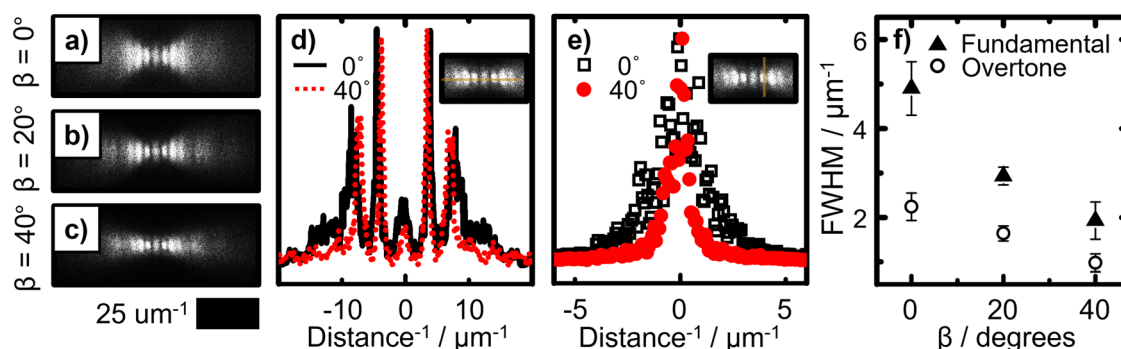 a)
β = 0°
b)
β = 20°
c)
β = 40°
25 um⁻¹
d)
0°
40°
-10 0 10
Distance⁻¹ / µm⁻¹
e)
0°
40°
-5 0 5
Distance⁻¹ / µm⁻¹
f)
Fundamental
Overtone
FWHM / µm⁻¹
6
4
2
0 20 40
β / degrees